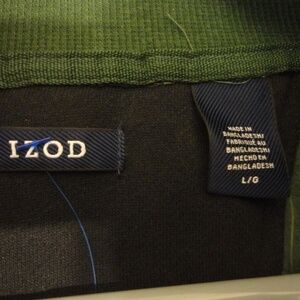 IZOD
MADE IN
BANGLADESH/
FABRIQUÉ AU
BANGLADESH/
HECHO EN
BANGLADESH
L/G